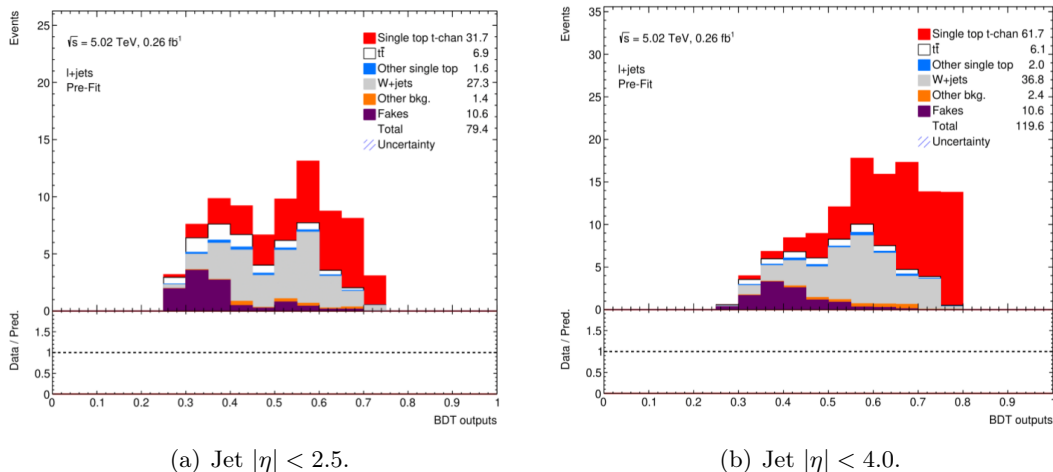 Events
25
20
15
10
5
0
√s = 5.02 TeV, 0.26 fb¹
l+jets
Pre-Fit
Single top t-chan 31.7
tt̄ 6.9
Other single top 1.6
W+jets 27.3
Other bkg. 1.4
Fakes 10.6
Total 79.4
Uncertainty
Data / Pred.
1.5
1
0.5
0
0 0.1 0.2 0.3 0.4 0.5 0.6 0.7 0.8 0.9 1
BDT outputs
(a) Jet |η| < 2.5.
Events
35
30
25
20
15
10
5
0
√s = 5.02 TeV, 0.26 fb¹
l+jets
Pre-Fit
Single top t-chan 61.7
tt̄ 6.1
Other single top 2.0
W+jets 36.8
Other bkg. 2.4
Fakes 10.6
Total 119.6
Uncertainty
Data / Pred.
1.5
1
0.5
0
0 0.1 0.2 0.3 0.4 0.5 0.6 0.7 0.8 0.9 1
BDT outputs
(b) Jet |η| < 4.0.